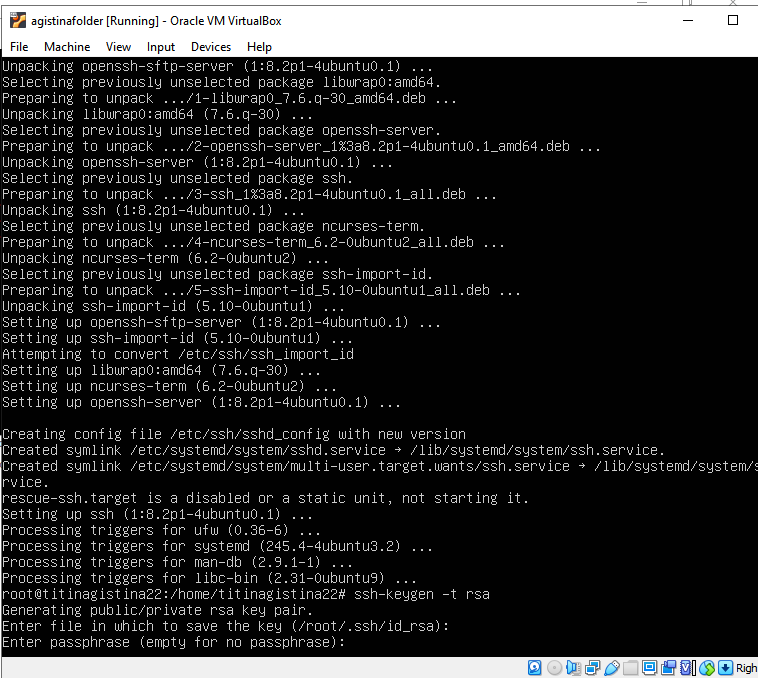 agistinafolder [Running] - Oracle VM VirtualBox
File Machine View Input Devices Help
Unpacking openssh-sftp-server (1:8.2p1-4ubuntu0.1) ...
Selecting previously unselected package libwrap0:amd64.
Preparing to unpack .../1-libwrap0_7.6.q-30_amd64.deb ...
Unpacking libwrap0:amd64 (7.6.q-30) ...
Selecting previously unselected package openssh-server.
Preparing to unpack .../2-openssh-server_1%3a8.2p1-4ubuntu0.1_amd64.deb ...
Unpacking openssh-server (1:8.2p1-4ubuntu0.1) ...
Selecting previously unselected package ssh.
Preparing to unpack .../3-ssh_1%3a8.2p1-4ubuntu0.1_all.deb ...
Unpacking ssh (1:8.2p1-4ubuntu0.1) ...
Selecting previously unselected package ncurses-term.
Preparing to unpack .../4-ncurses-term_6.2-0ubuntu2_all.deb ...
Unpacking ncurses-term (6.2-0ubuntu2) ...
Selecting previously unselected package ssh-import-id.
Preparing to unpack .../5-ssh-import-id_5.10-0ubuntu1_all.deb ...
Unpacking ssh-import-id (5.10-0ubuntu1) ...
Setting up openssh-sftp-server (1:8.2p1-4ubuntu0.1) ...
Setting up ssh-import-id (5.10-0ubuntu1) ...
Attempting to convert /etc/ssh/ssh_import_id
Setting up libwrap0:amd64 (7.6.q-30) ...
Setting up ncurses-term (6.2-0ubuntu2) ...
Setting up openssh-server (1:8.2p1-4ubuntu0.1) ...
Creating config file /etc/ssh/sshd_config with new version
Created symlink /etc/systemd/system/sshd.service → /lib/systemd/system/ssh.service.
Created symlink /etc/systemd/system/multi-user.target.wants/ssh.service → /lib/systemd/system/s
rvice.
rescue-ssh.target is a disabled or a static unit, not starting it.
Setting up ssh (1:8.2p1-4ubuntu0.1) ...
Processing triggers for ufw (0.36-6) ...
Processing triggers for systemd (245.4-4ubuntu3.2) ...
Processing triggers for man-db (2.9.1-1) ...
Processing triggers for libc-bin (2.31-0ubuntu9) ...
root@titinagistina22:/home/titinagistina22# ssh-keygen -t rsa
Generating public/private rsa key pair.
Enter file in which to save the key (/root/.ssh/id_rsa):
Enter passphrase (empty for no passphrase):
Righ